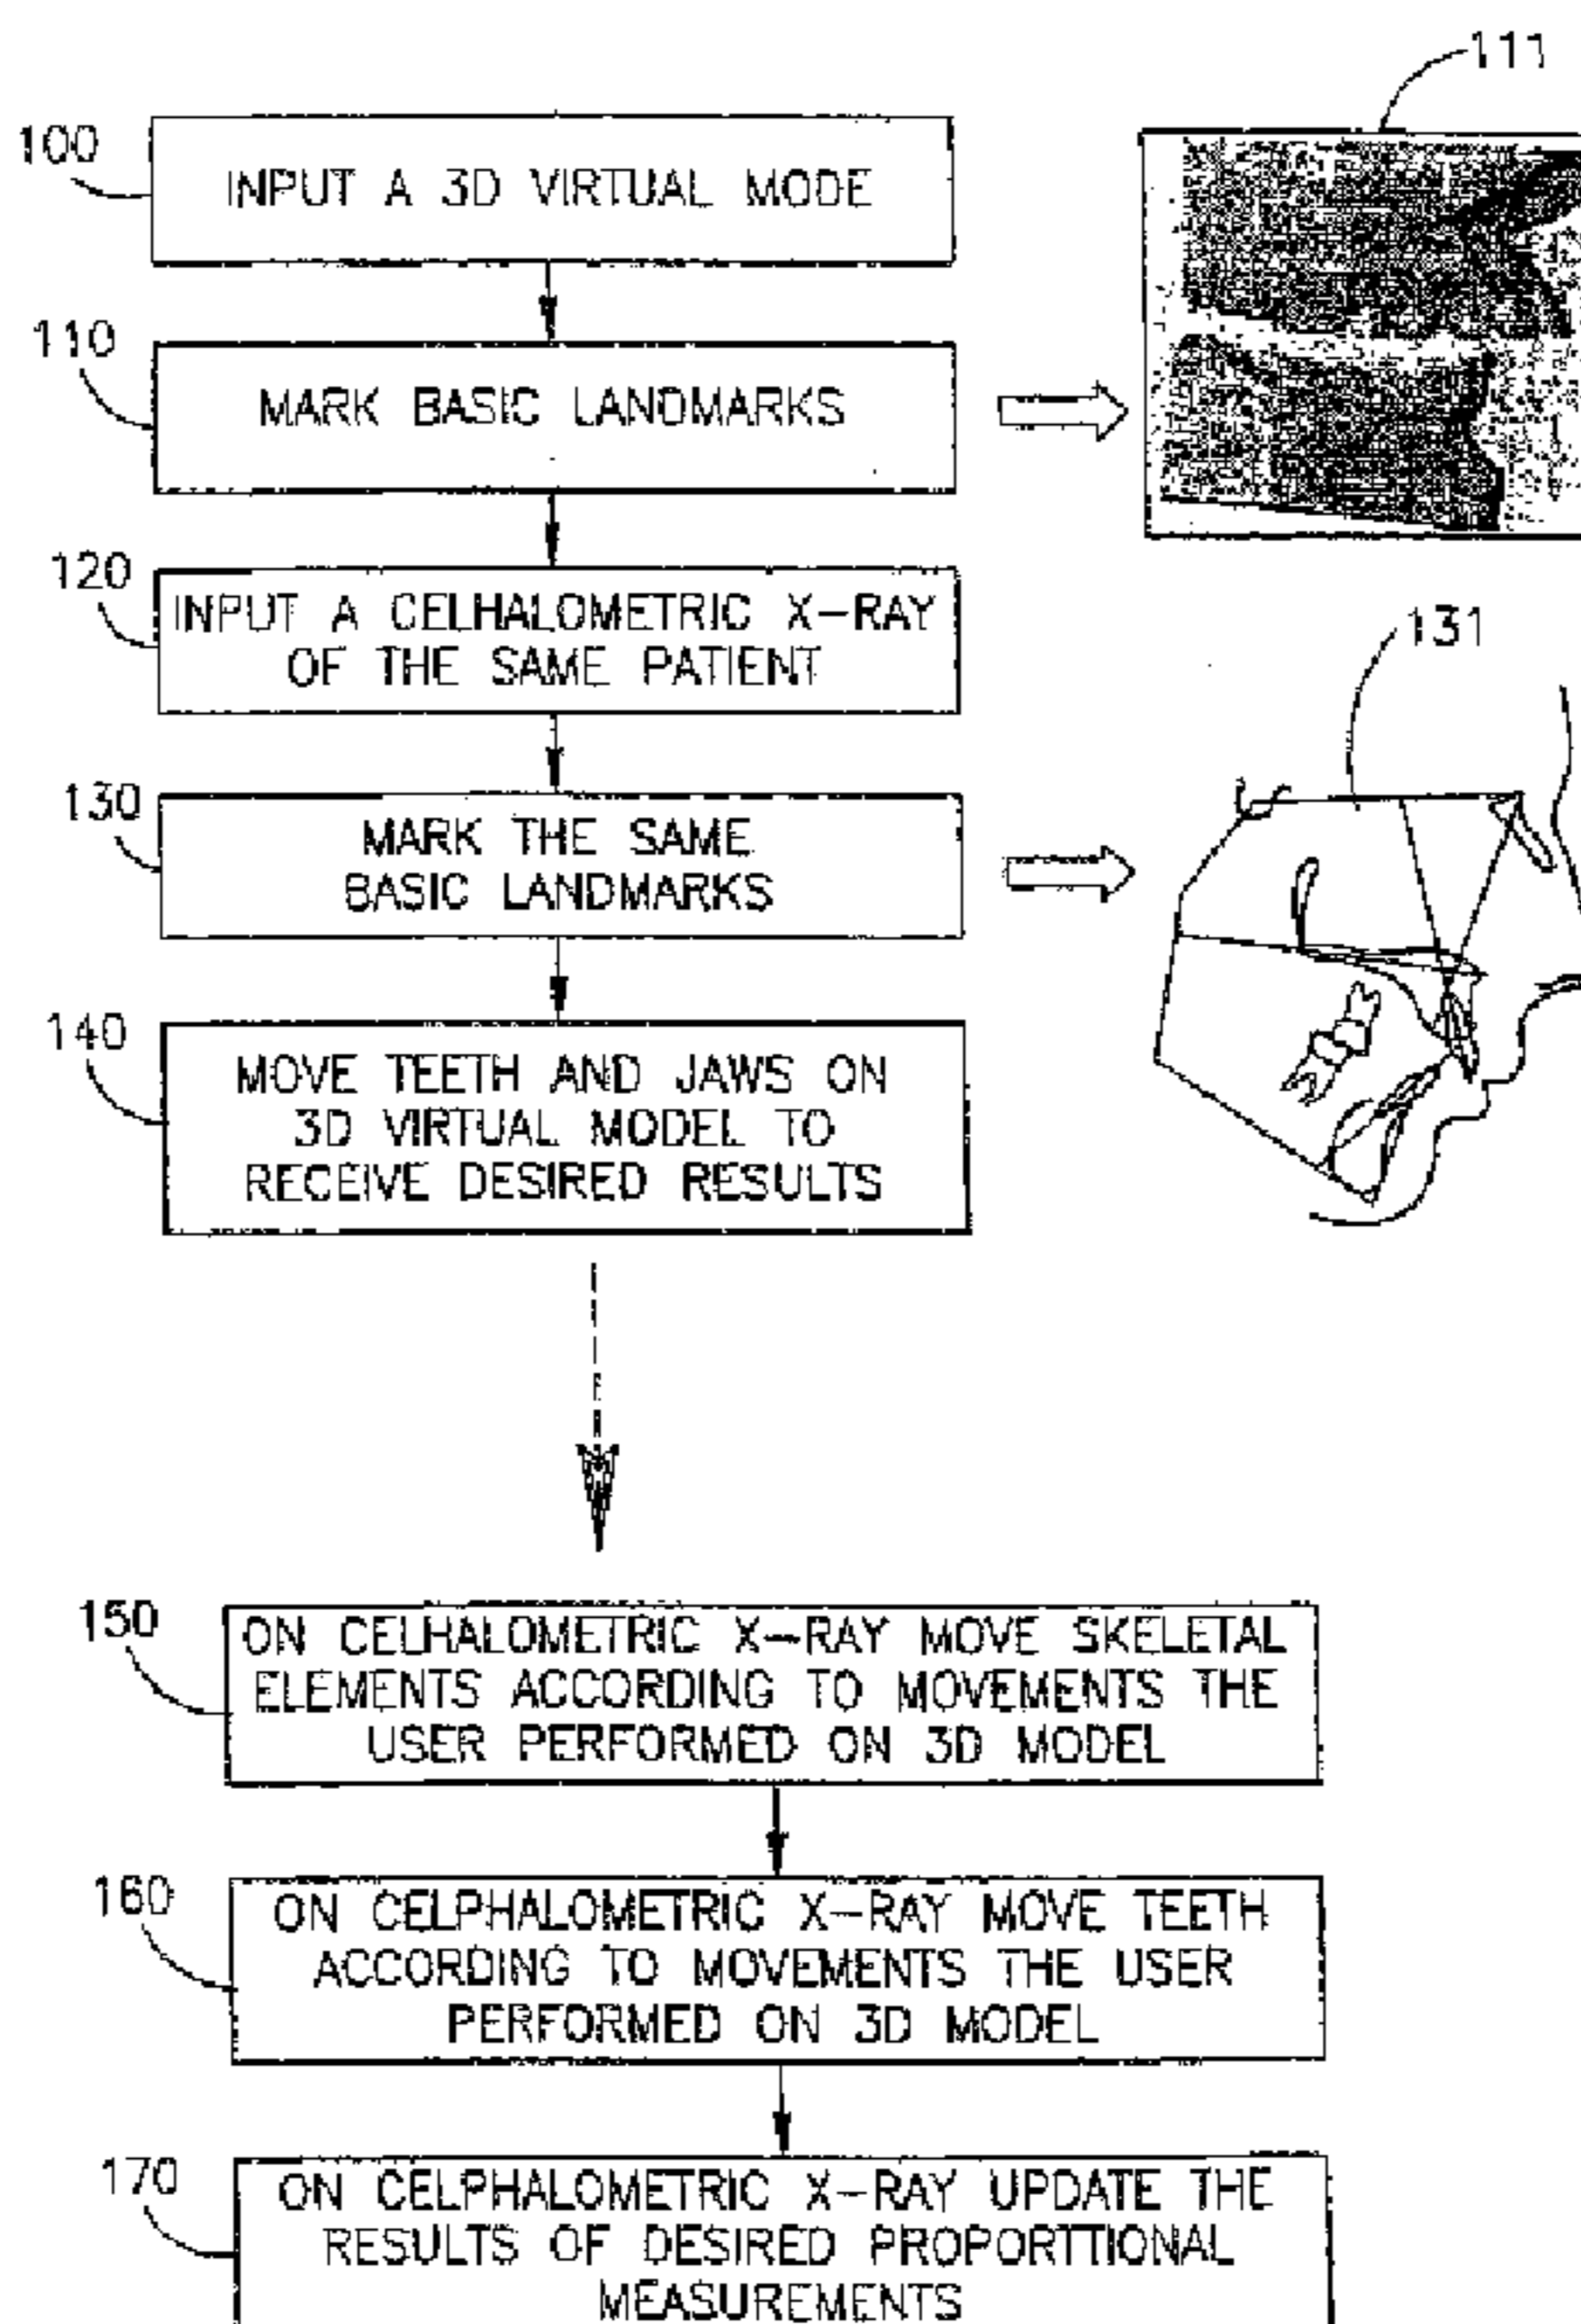 111
100
INPUT A 3D VIRTUAL MODE
110
MARK BASIC LANDMARKS
120
INPUT A CELHALOMETRIC X-RAY
OF THE SAME PATIENT
131
130
MARK THE SAME
BASIC LANDMARKS
140
MOVE TEETH AND JAWS ON
3D VIRTUAL MODEL TO
RECEIVE DESIRED RESULTS
150
ON CELHALOMETRIC X-RAY MOVE SKELETAL
ELEMENTS ACCORDING TO MOVEMENTS THE
USER PERFORMED ON 3D MODEL
160
ON CELPHALOMETRIC X-RAY MOVE TEETH
ACCORDING TO MOVEMENTS THE USER
PERFORMED ON 3D MODEL
170
ON CELPHALOMETRIC X-RAY UPDATE THE
RESULTS OF DESIRED PROPORTTIONAL
MEASUREMENTS